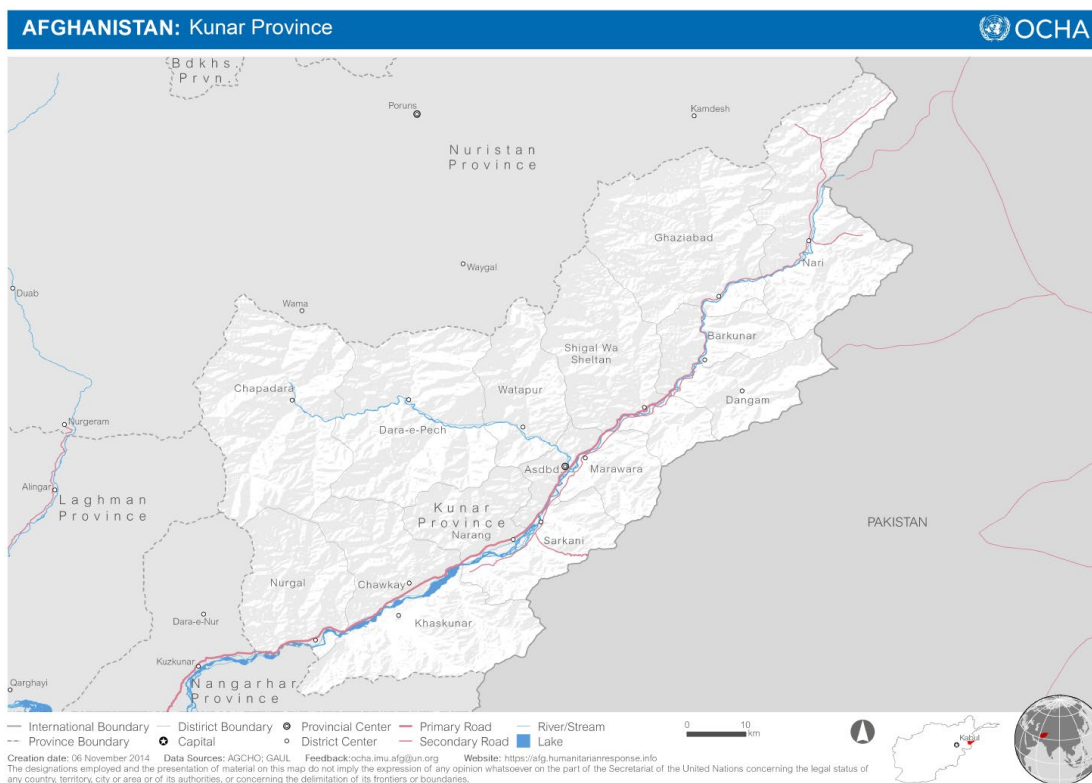 AFGHANISTAN: Kunar Province
OCHA
Bdkhs.
Prvn.
Poruns
Kamdesh
Nuristan
Province
Ghaziabad
Waygal
Nari
Duab
Wama
Barkunar
Shigal Wa
Sheltan
Chapadara
Watapur
Dangam
Nurgeram
Dara-e-Pech
Asdbd
Marawara
Alingar
Laghman
Province
Kunar
Province
Narang
Sarkani
PAKISTAN
Nurgal
Chawkay
Dara-e-Nur
Khaskunar
Kuzkunar
Qarghayi
Nangarhar
Province
International Boundary
Distirict Boundary
Provincial Center
Primary Road
River/Stream
Province Boundary
Capital
District Center
Secondary Road
Lake
0 10
km
Kabul
Creation date: 06 November 2014 Data Sources: AGCHO; GAUL Feedback:ocha.imu.afg@un.org Website: https://afg.humanitarianresponse.info
The designations employed and the presentation of material on this map do not imply the expression of any opinion whatsoever on the part of the Secretariat of the United Nations concerning the legal status of
any country, territory, city or area or of its authorities, or concerning the delimitation of its frontiers or boundaries.